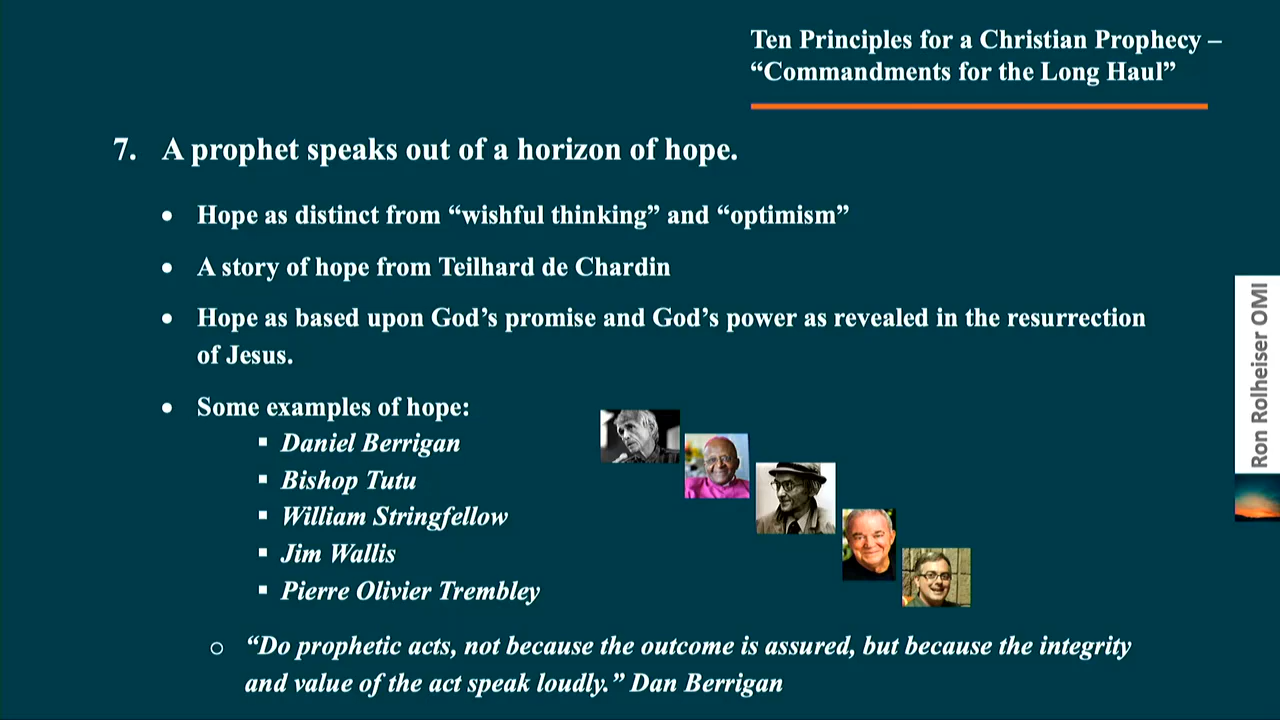 Ten Principles for a Christian Prophecy –
“Commandments for the Long Haul”
7. A prophet speaks out of a horizon of hope.
• Hope as distinct from “wishful thinking” and “optimism”
• A story of hope from Teilhard de Chardin
• Hope as based upon God’s promise and God’s power as revealed in the resurrection
of Jesus.
• Some examples of hope:
▪ Daniel Berrigan
▪ Bishop Tutu
▪ William Stringfellow
▪ Jim Wallis
▪ Pierre Olivier Trembley
○ “Do prophetic acts, not because the outcome is assured, but because the integrity
and value of the act speak loudly.” Dan Berrigan
Ron Rolheiser OMI